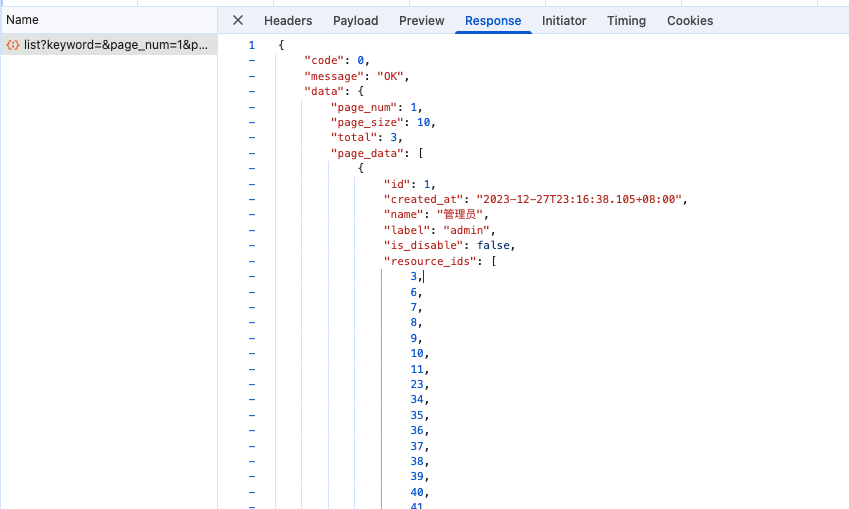 Name
Headers Payload Preview Response Initiator Timing Cookies
list?keyword=&page_num=1&p...
1 {
"code": 0,
"message": "OK",
"data": {
"page_num": 1,
"page_size": 10,
"total": 3,
"page_data": [
{
"id": 1,
"created_at": "2023-12-27T23:16:38.105+08:00",
"name": "管理员",
"label": "admin",
"is_disable": false,
"resource_ids": [
3,
6,
7,
8,
9,
10,
11,
23,
34,
35,
36,
37,
38,
39,
40,
41